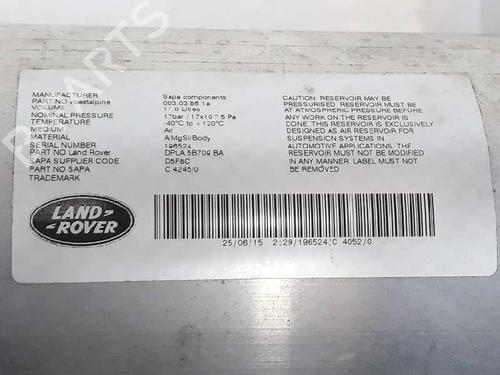 MANUFACTURER Sapa components
PART NO voestalpine 003.03.86.1a
VOLUME 11.0 Litres
NOMINAL PRESSURE 17bar / 17x10^5 Pa
TEMPERATURE -40°C to +120°C
MEDIUM Air
MATERIAL AlMgSi/Body
SERIAL NUMBER 196524
PART NO Land Rover DPLA 5B709 BA
SAPA SUPPLIER CODE D5F8C
PART NO SAPA C 4245/0
TRADEMARK
CAUTION: RESERVOIR MAY BE
PRESSURISED. RESERVOIR MUST BE
AT ATMOSPHERIC PRESSURE BEFORE
ANY WORK ON THE RESERVOIR IS
DONE. THIS RESERVOIR IS EXCLUSIVELY
DESIGNED AS AIR RESERVOIR FOR
SUSPENSION SYSTEMS IN
AUTOMOTIVE APPLICATIONS. THE
RESERVOIR MUST NOT BE MODIFIED
IN ANY MANNER. LABEL MUST NOT
BE REMOVED
LAND-
-ROVER
25/06/15 2:29/196524/C 4052/0